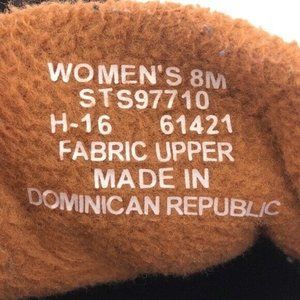 WOMEN'S 8M
STS97710
H-16 61421
FABRIC UPPER
MADE IN
DOMINICAN REPUBLIC